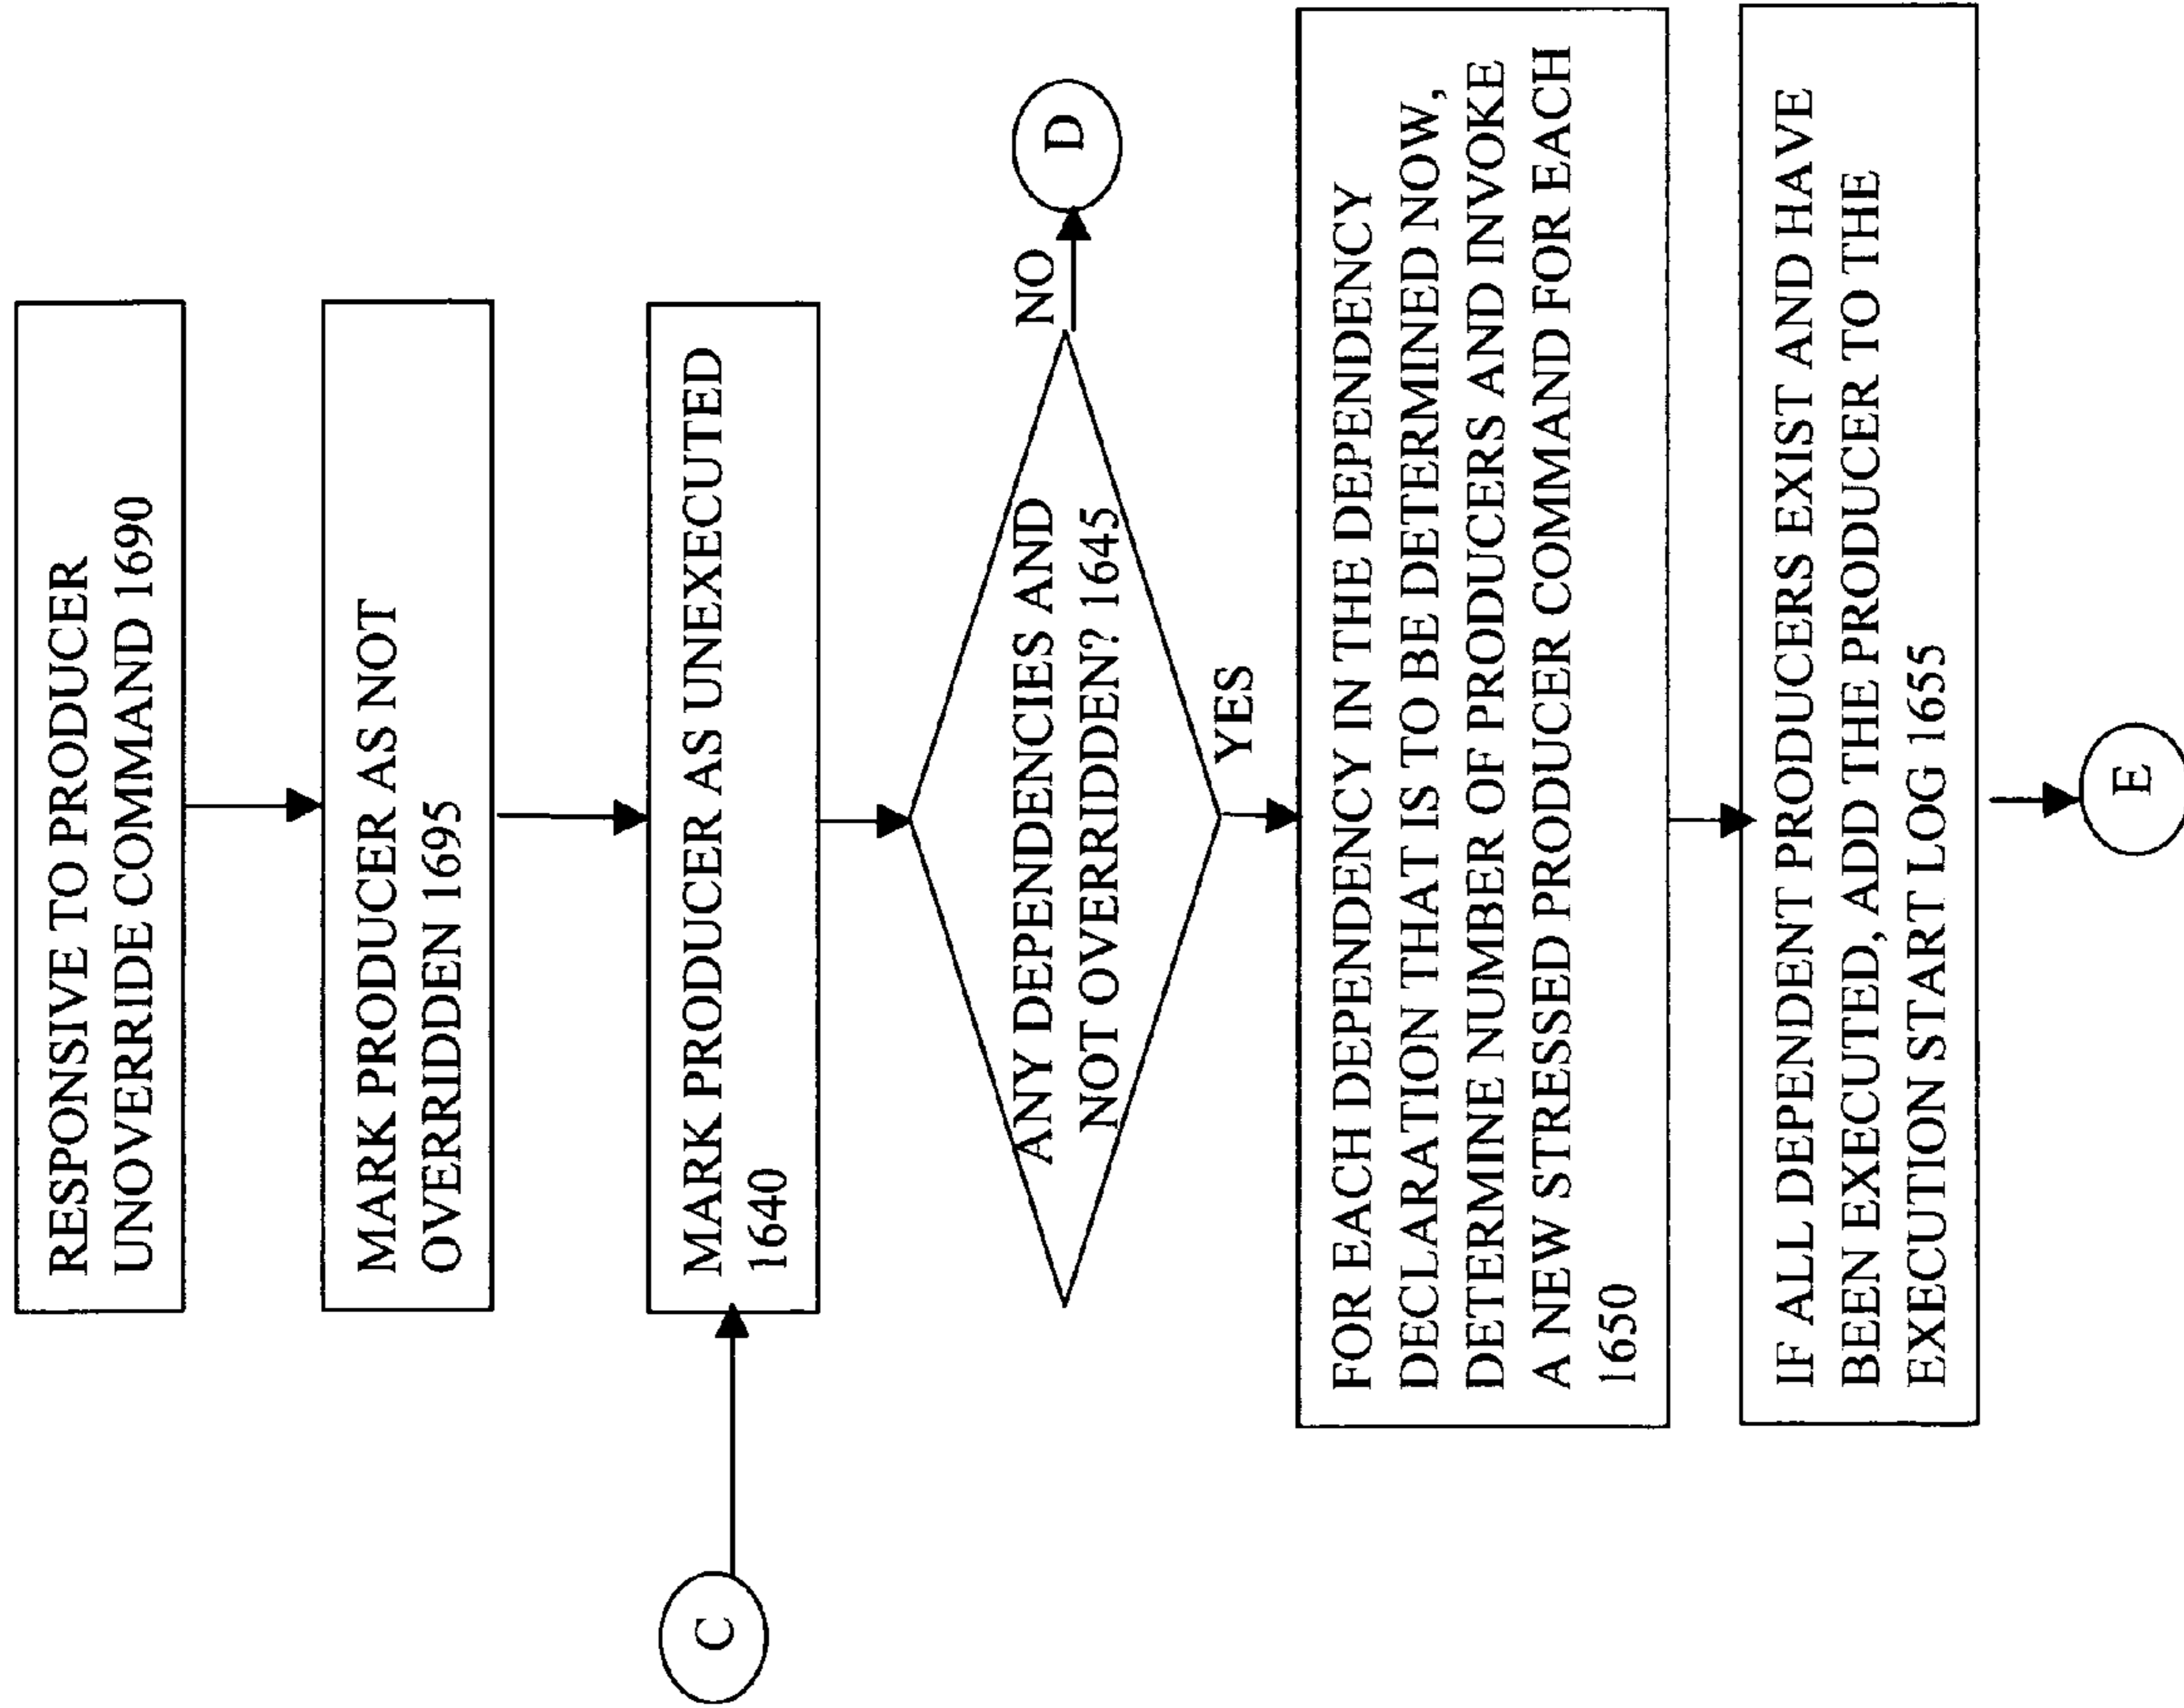 RESPONSIVE TO PRODUCER
UNOVERRIDE COMMAND 1690
MARK PRODUCER AS NOT
OVERRIDDEN 1695
C
MARK PRODUCER AS UNEXECUTED
1640
ANY DEPENDENCIES AND
NOT OVERRIDDEN? 1645
NO
D
YES
FOR EACH DEPENDENCY IN THE DEPENDENCY
DECLARATION THAT IS TO BE DETERMINED NOW,
DETERMINE NUMBER OF PRODUCERS AND INVOKE
A NEW STRESSED PRODUCER COMMAND FOR EACH
1650
IF ALL DEPENDENT PRODUCERS EXIST AND HAVE
BEEN EXECUTED, ADD THE PRODUCER TO THE
EXECUTION START LOG 1655
E